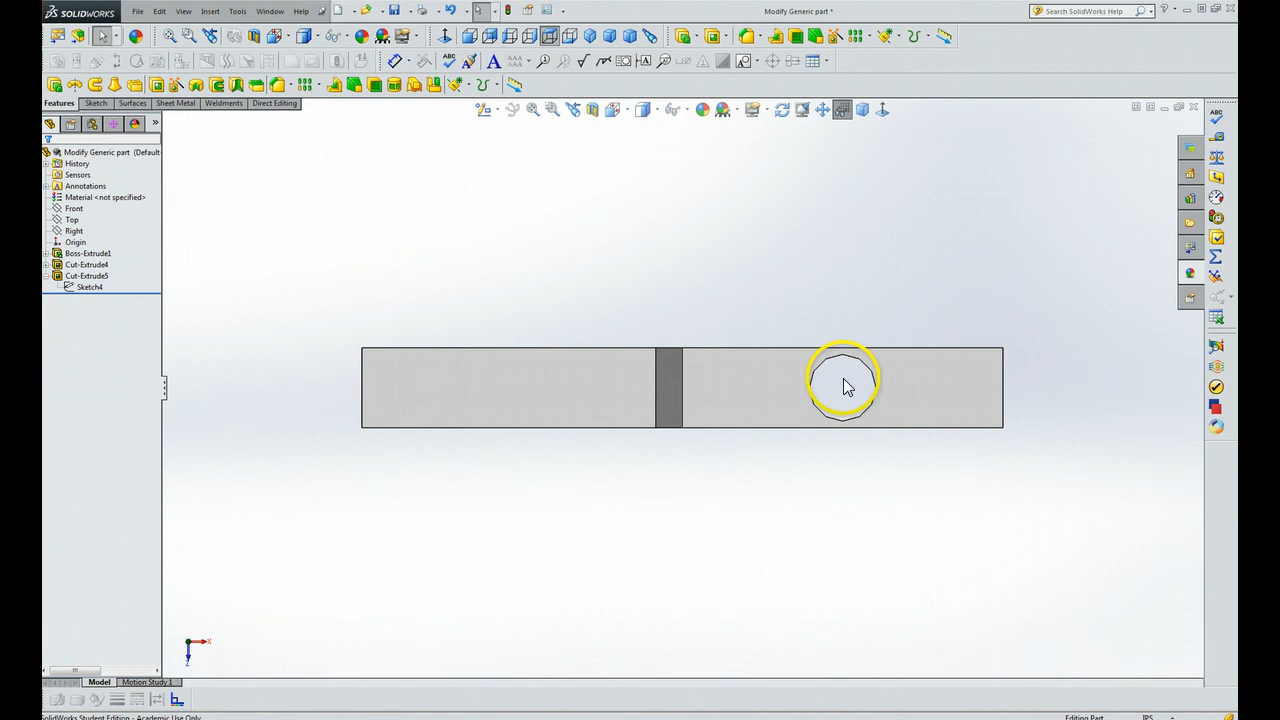 SOLIDWORKS File Edit View Insert Tools Window Help Modify Generic part * Search SolidWorks Help
Features Sketch Surfaces Sheet Metal Weldments Direct Editing
Modify Generic part (Default
History
Sensors
Annotations
Material <not specified>
Front
Top
Right
Origin
Boss-Extrude1
Cut-Extrude4
Cut-Extrude5
Sketch4
X
Z
Model Motion Study 1
SolidWorks Student Edition - Academic Use Only Editing Part IPS